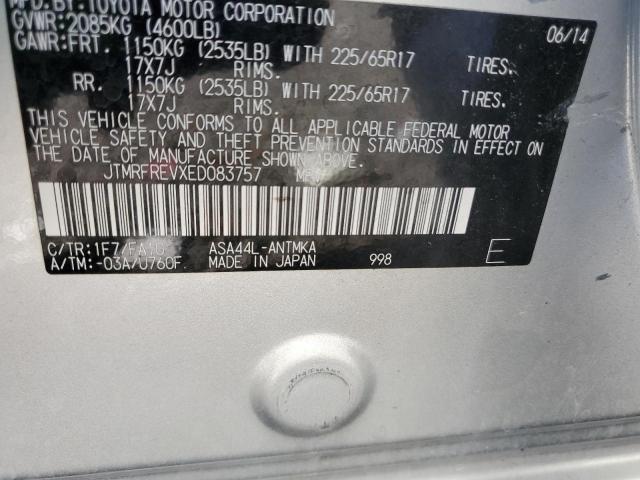 MFD.BY:TOYOTA MOTOR CORPORATION 06/14
GVWR:2085KG (4600LB)
GAWR:FRT. 1150KG (2535LB) WITH 225/65R17 TIRES.
17X7J RIMS.
RR. 1150KG (2535LB) WITH 225/65R17 TIRES.
17X7J RIMS.
THIS VEHICLE CONFORMS TO ALL APPLICABLE FEDERAL MOTOR
VEHICLE SAFETY AND THEFT PREVENTION STANDARDS IN EFFECT ON
THE DATE OF MANUFACTURE SHOWN ABOVE.
JTMRFREVXED083757 MPV
C/TR:1F7/FA10 ASA44L-ANTMKA
A/TM:-03A/U760F MADE IN JAPAN 998 E